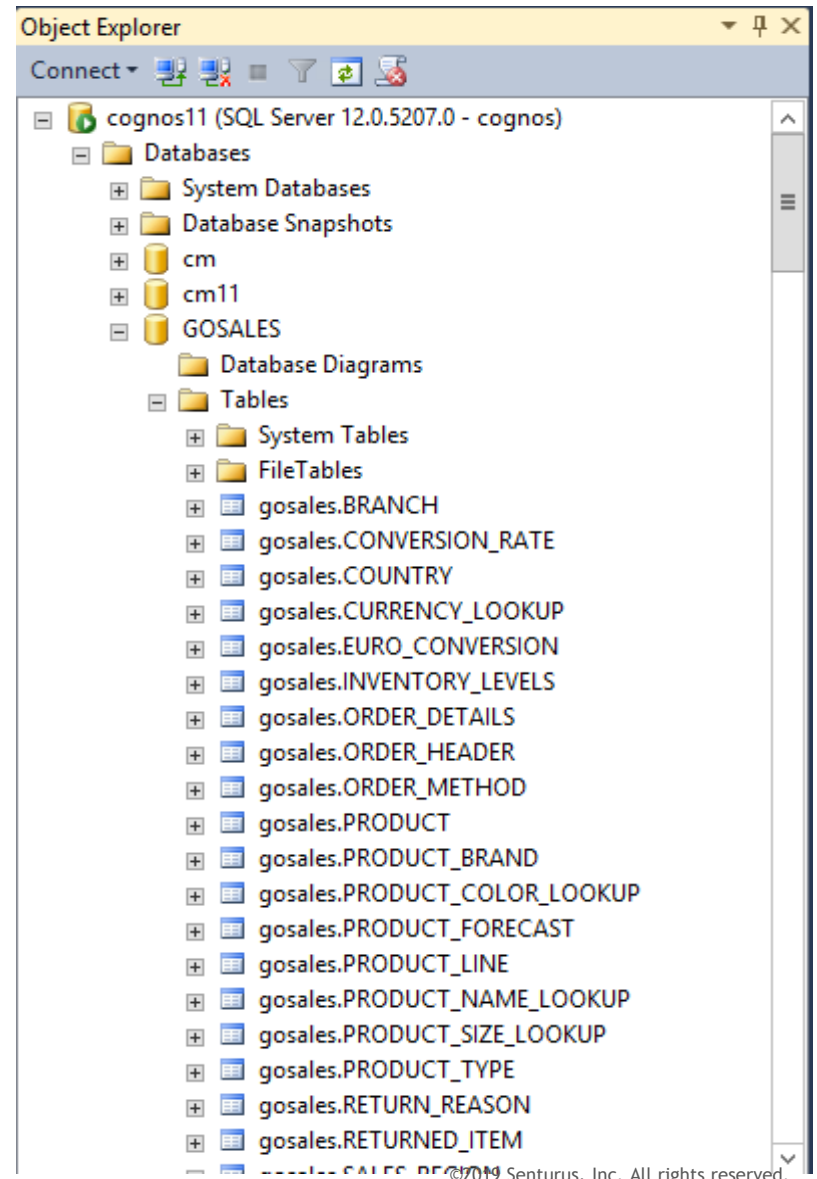 Object Explorer
Connect
cognos11 (SQL Server 12.0.5207.0 - cognos)
Databases
System Databases
Database Snapshots
cm
cm11
GOSALES
Database Diagrams
Tables
System Tables
FileTables
gosales.BRANCH
gosales.CONVERSION_RATE
gosales.COUNTRY
gosales.CURRENCY_LOOKUP
gosales.EURO_CONVERSION
gosales.INVENTORY_LEVELS
gosales.ORDER_DETAILS
gosales.ORDER_HEADER
gosales.ORDER_METHOD
gosales.PRODUCT
gosales.PRODUCT_BRAND
gosales.PRODUCT_COLOR_LOOKUP
gosales.PRODUCT_FORECAST
gosales.PRODUCT_LINE
gosales.PRODUCT_NAME_LOOKUP
gosales.PRODUCT_SIZE_LOOKUP
gosales.PRODUCT_TYPE
gosales.RETURN_REASON
gosales.RETURNED_ITEM
©2019 Senturus, Inc. All rights reserved.